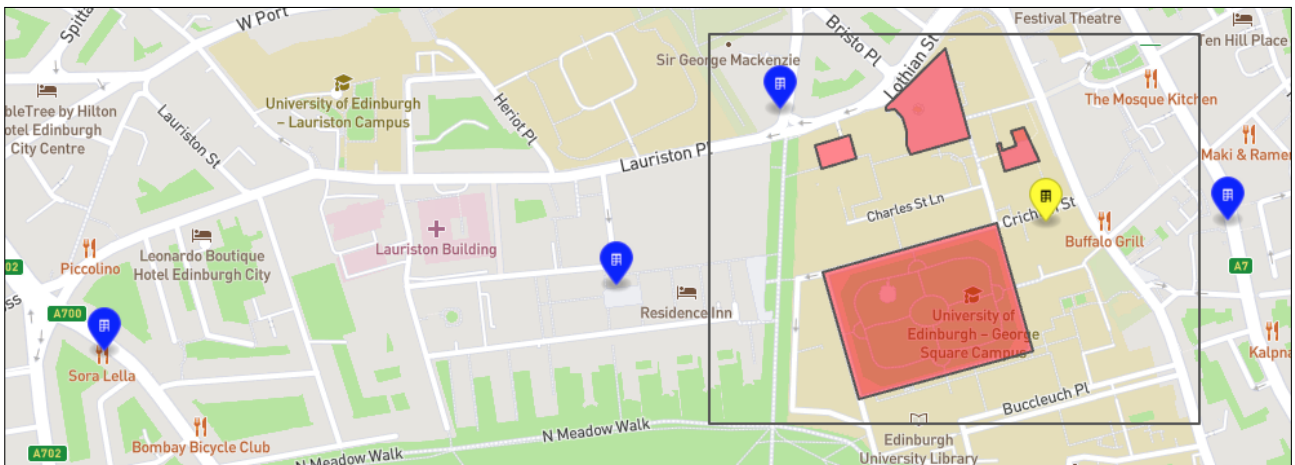 Spitta
W Port
Bristo Pl
Lothian St
Festival Theatre
Ten Hill Place
Sir George Mackenzie
bleTree by Hilton
otel Edinburgh
City Centre
University of Edinburgh
– Lauriston Campus
Heriot Pl
The Mosque Kitchen
Lauriston St
Lauriston Pl
Maki & Ramen
Charles St Ln
Crichton St
Lauriston Building
Buffalo Grill
Piccolino
Leonardo Boutique
Hotel Edinburgh City
02
A7
ss
A700
Residence Inn
University of
Edinburgh – George
Square Campus
Kalpna
Sora Lella
Buccleuch Pl
Bombay Bicycle Club
N Meadow Walk
Edinburgh
University Library
A702
N Meadow Walk